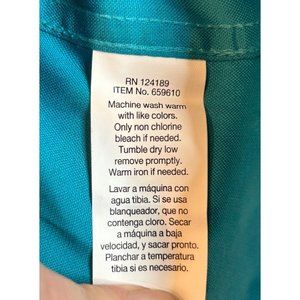 RN 124189
ITEM No. 659610
Machine wash warm
with like colors.
Only non chlorine
bleach if needed.
Tumble dry low
remove promptly.
Warm iron if needed.
Lavar a máquina con
agua tibia. Si se usa
blanqueador, que no
contenga cloro. Secar
a máquina a baja
velocidad, y sacar pronto.
Planchar a temperatura
tibia si es necesario.